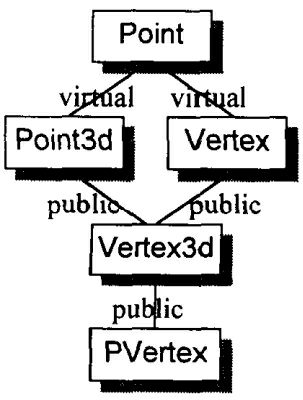 Point
virtual virtual
Point3d Vertex
public public
Vertex3d
public
PVertex